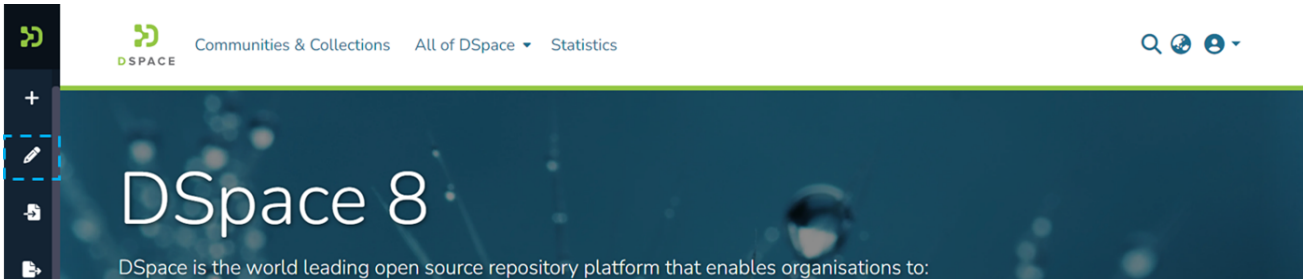 DSPACE
Communities & Collections All of DSpace Statistics
DSpace 8
DSpace is the world leading open source repository platform that enables organisations to: